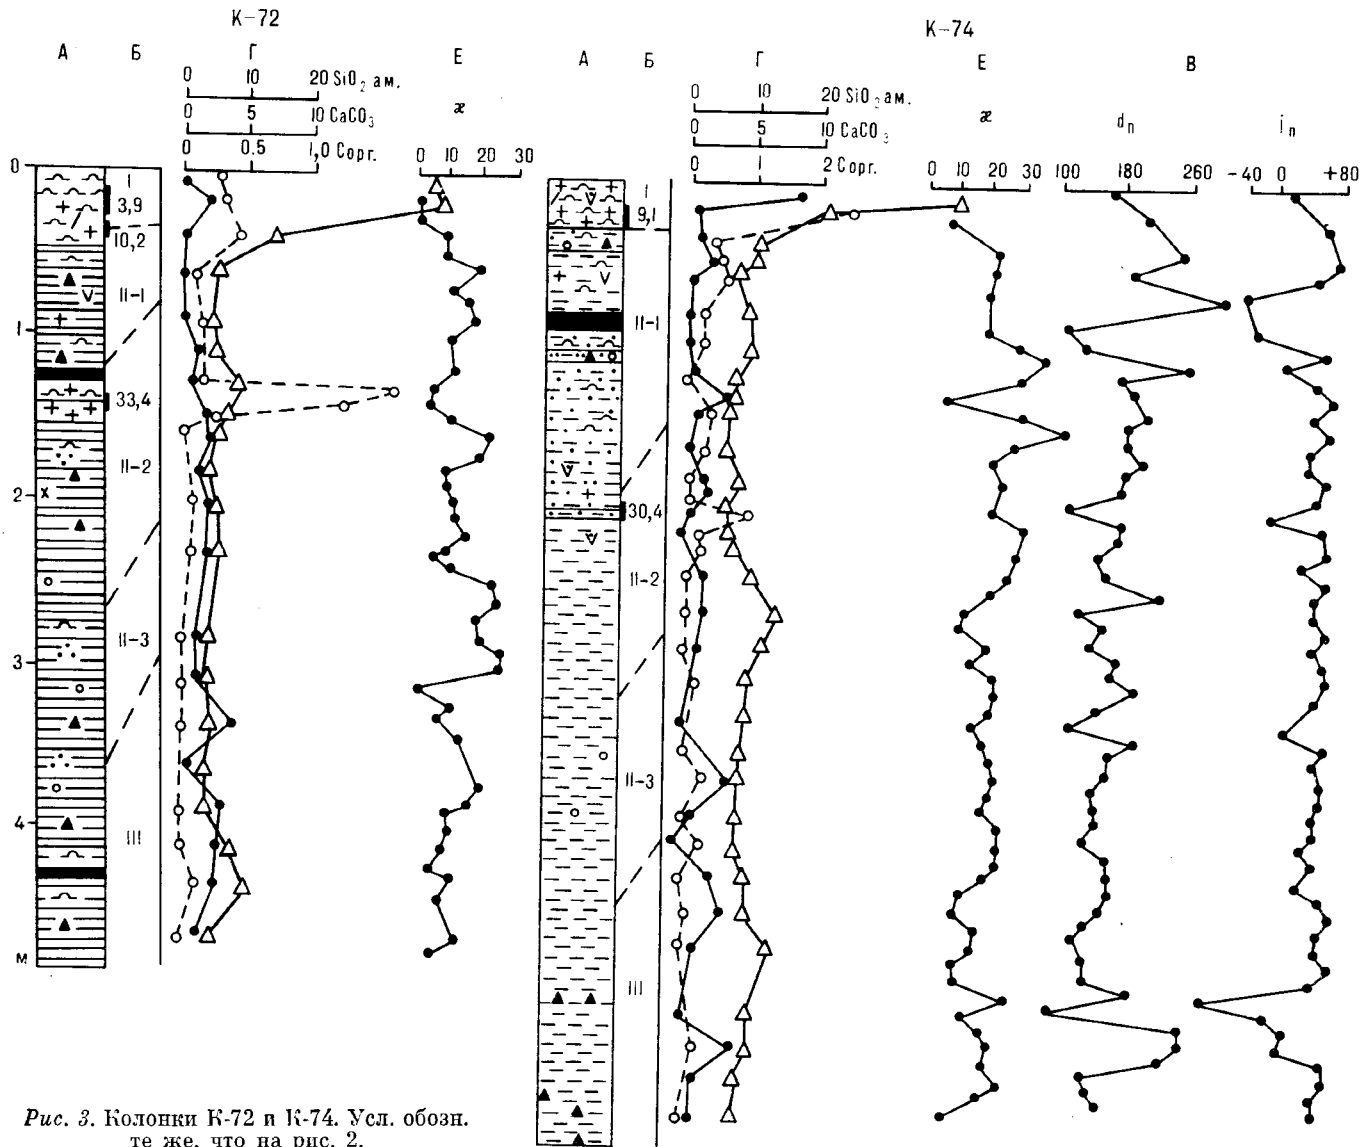 К-72
А Б Г Е
0 10 20 SiO₂ ам.
0 5 10 CaCO₃
0 0,5 1,0 Сорг.
æ
0 10 20 30
0
1
2
3
4
м
I
3,9
10,2
II-1
33,4
II-2
II-3
III
К-74
А Б Г Е В
0 10 20 SiO₂ ам.
0 5 10 CaCO₃
0 1 2 Сорг.
æ
0 10 20 30
dₙ
100 180 260
jₙ
-40 0 +80
I
9,1
II-1
30,4
II-2
II-3
III
Рис. 3. Колонки К-72 и К-74. Усл. обозн.
те же, что на рис. 2.